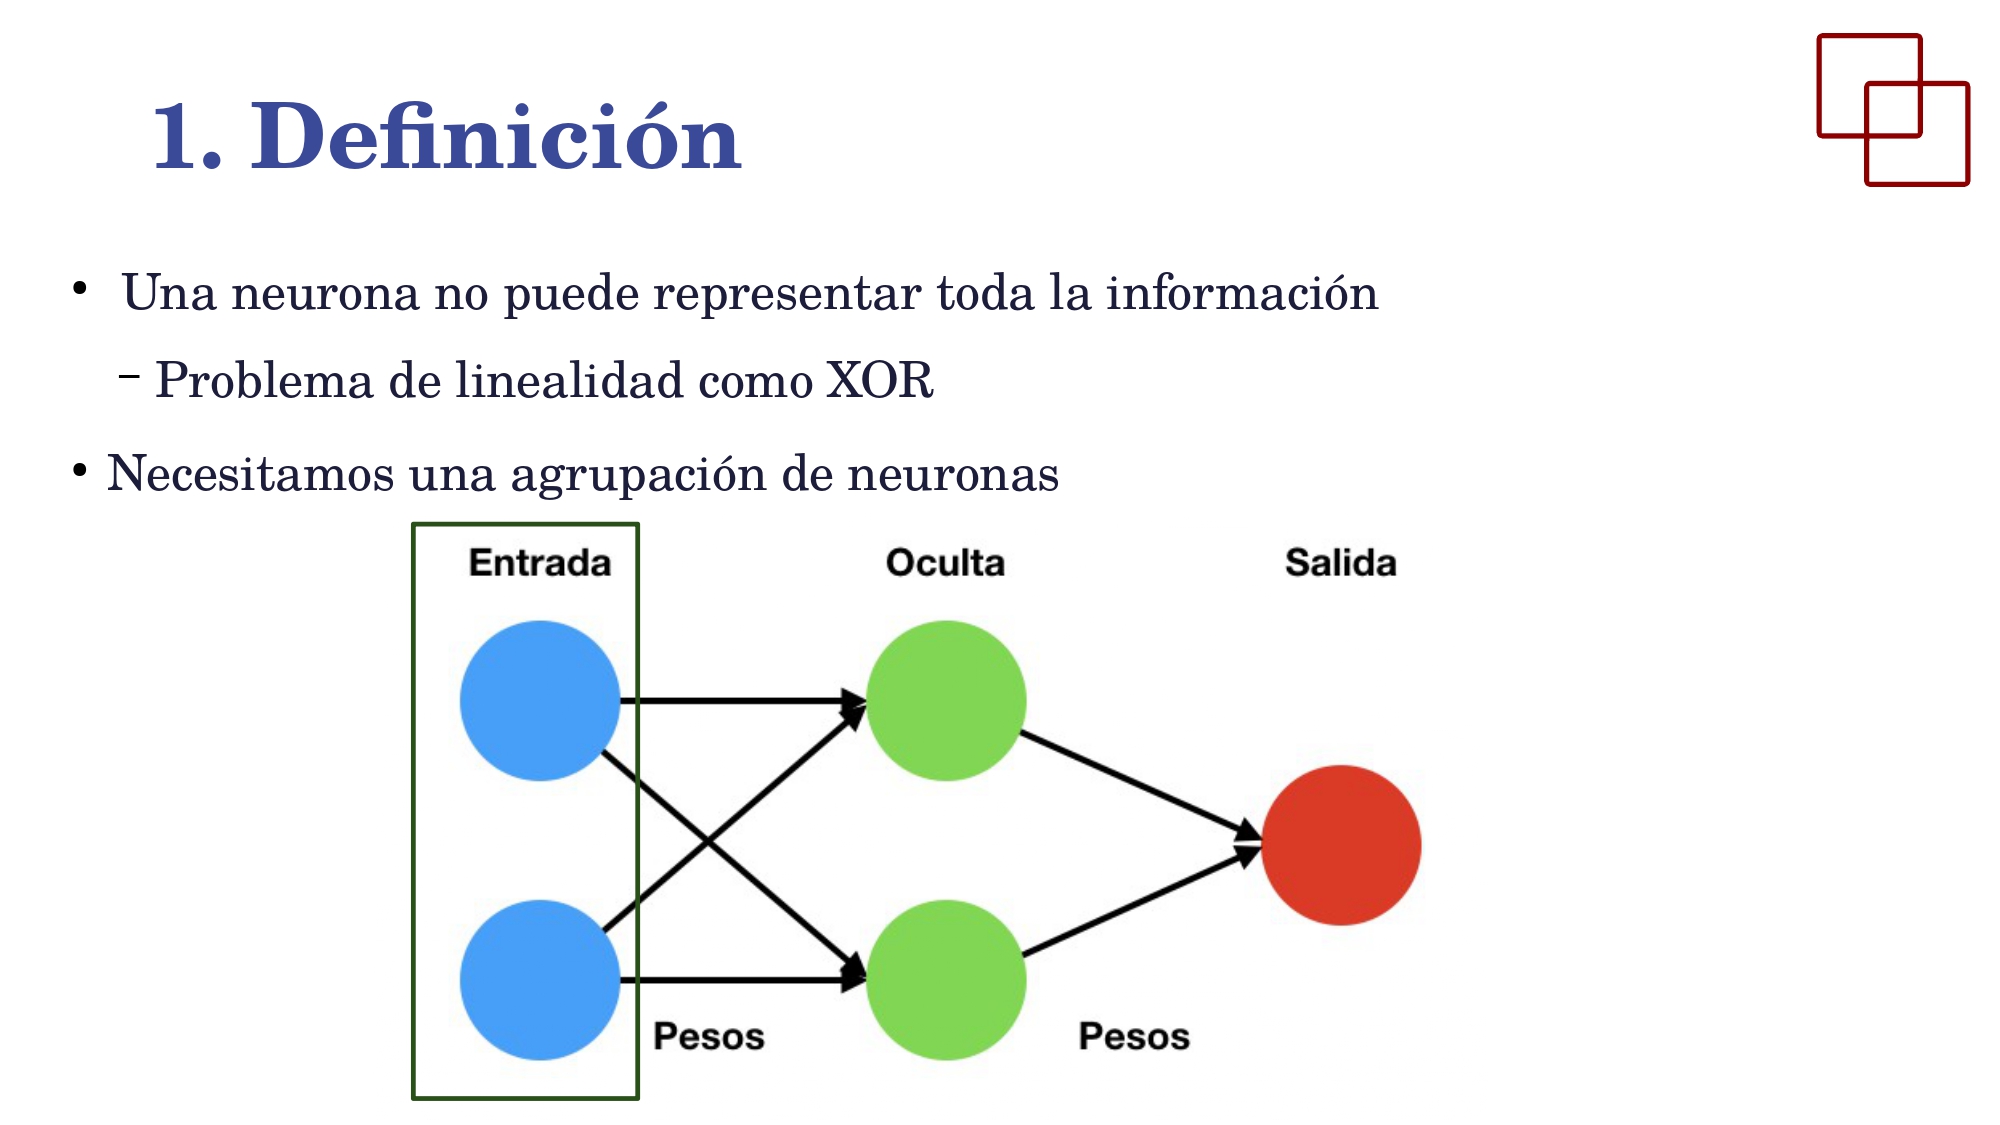 1. Definición
• Una neurona no puede representar toda la información
– Problema de linealidad como XOR
• Necesitamos una agrupación de neuronas
Entrada Oculta Salida
Pesos Pesos